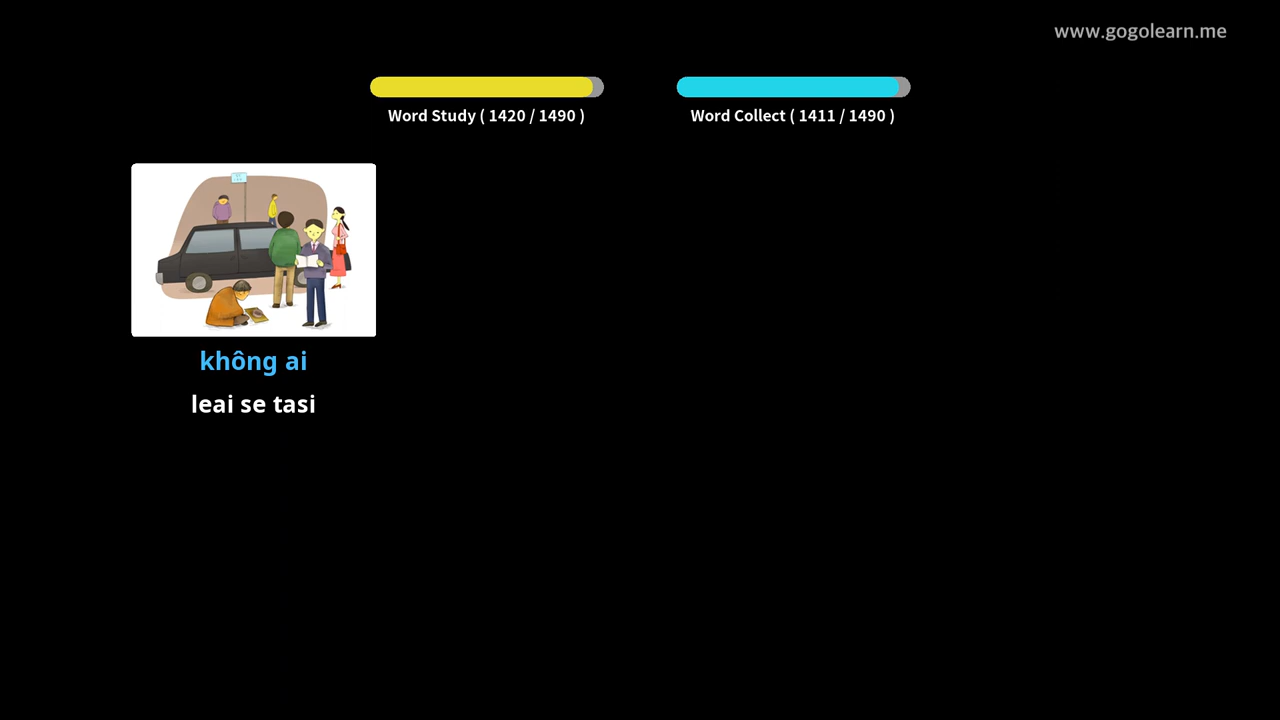 www.gogolearn.me
Word Study ( 1420 / 1490 )
Word Collect ( 1411 / 1490 )
không ai
leai se tasi